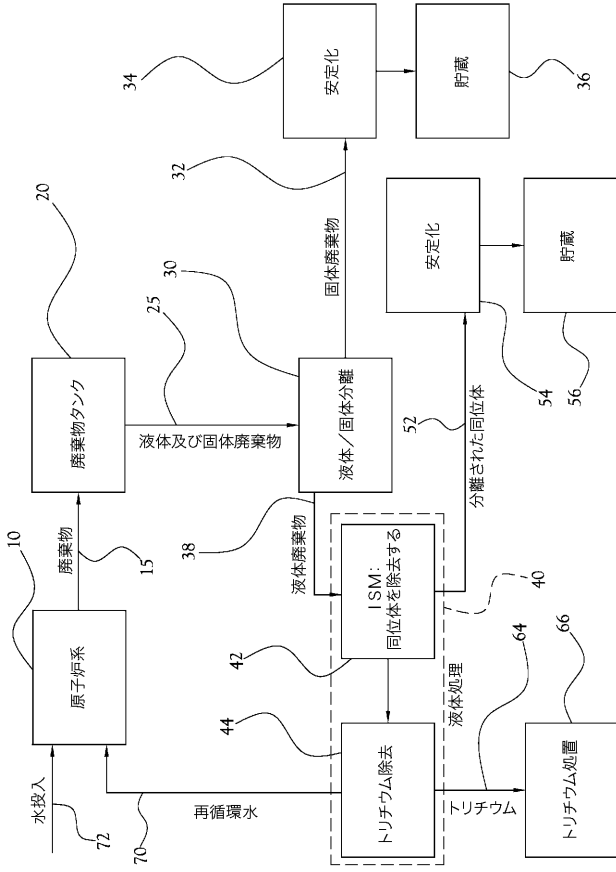 水投入
72
10
原子炉系
廃棄物
15
廃棄物タンク
20
25
液体及び固体廃棄物
30
液体／固体分離
固体廃棄物
32
34
安定化
貯蔵
36
38
液体廃棄物
ISM:
同位体を除去する
42
40
液体処理
44
トリチウム除去
再循環水
70
トリチウム
64
66
トリチウム処置
52
分離された同位体
安定化
54
貯蔵
56